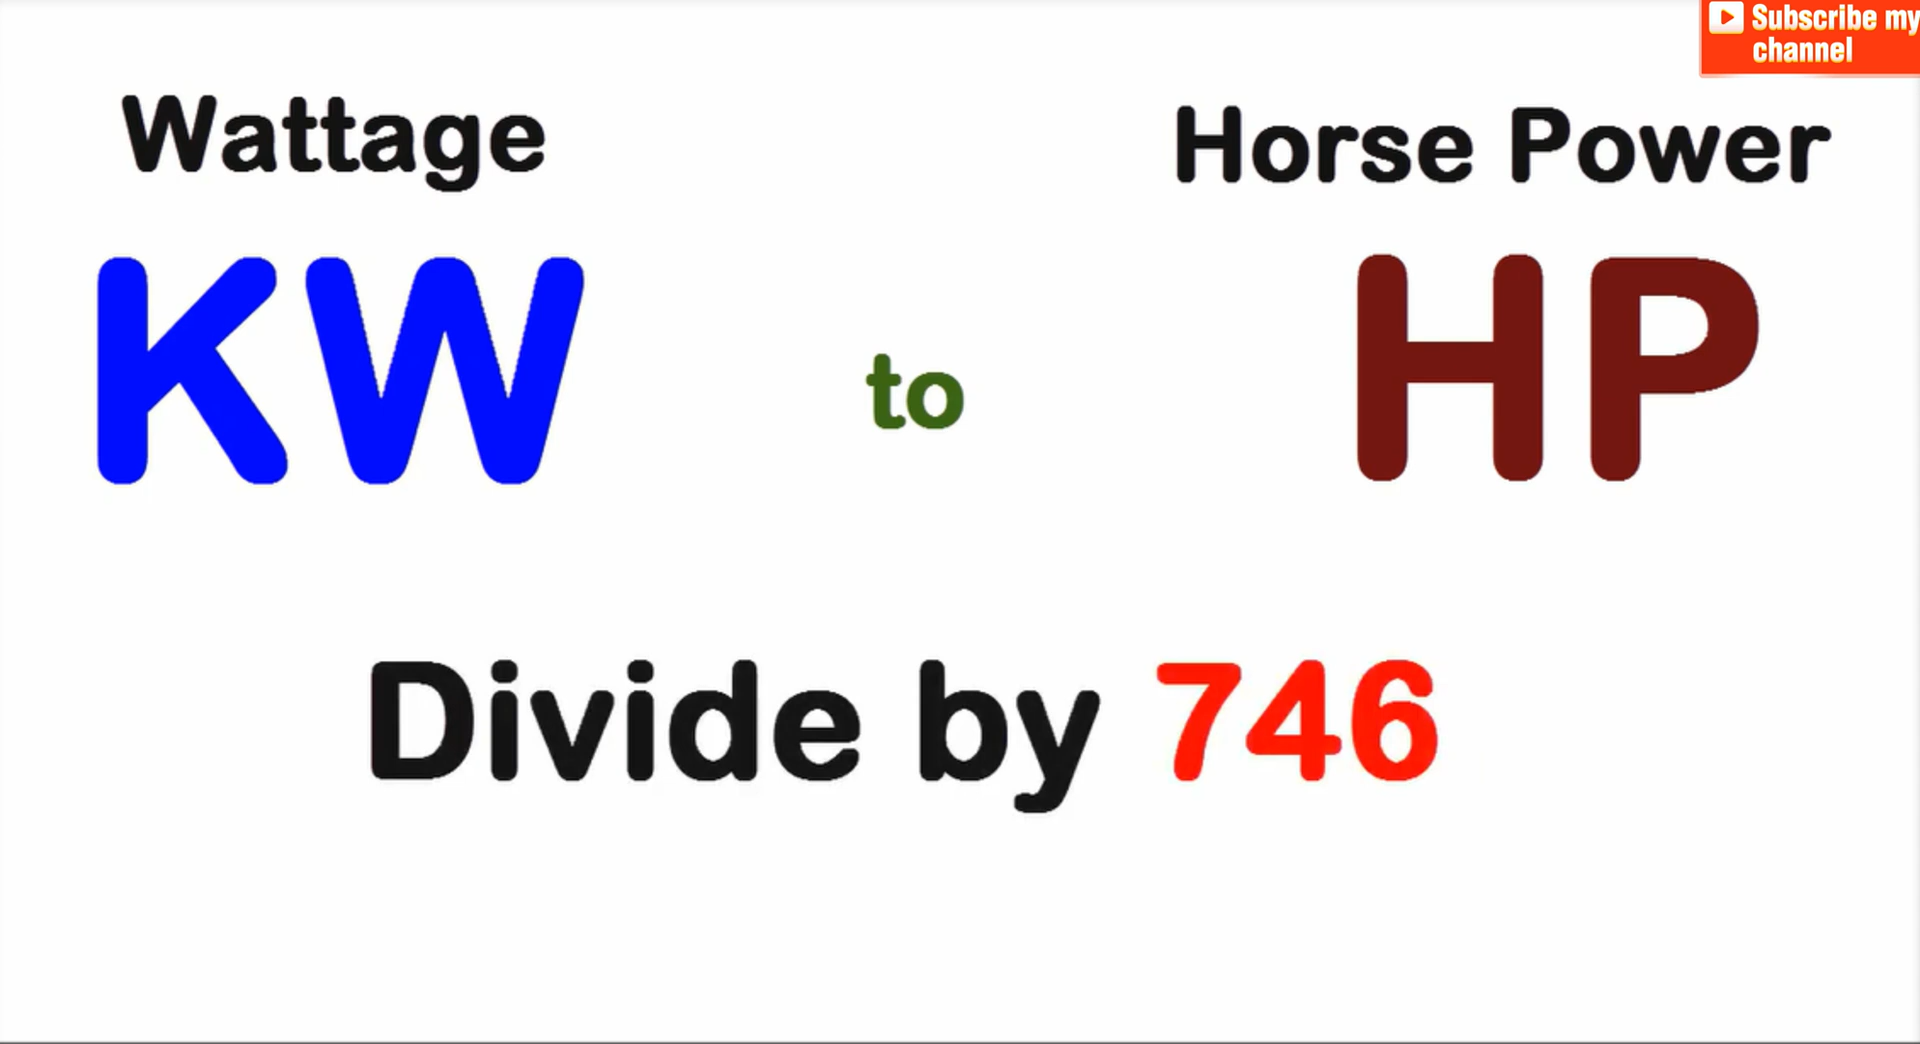 Subscribe my
channel
Wattage
Horse Power
KW
to
HP
Divide by 746